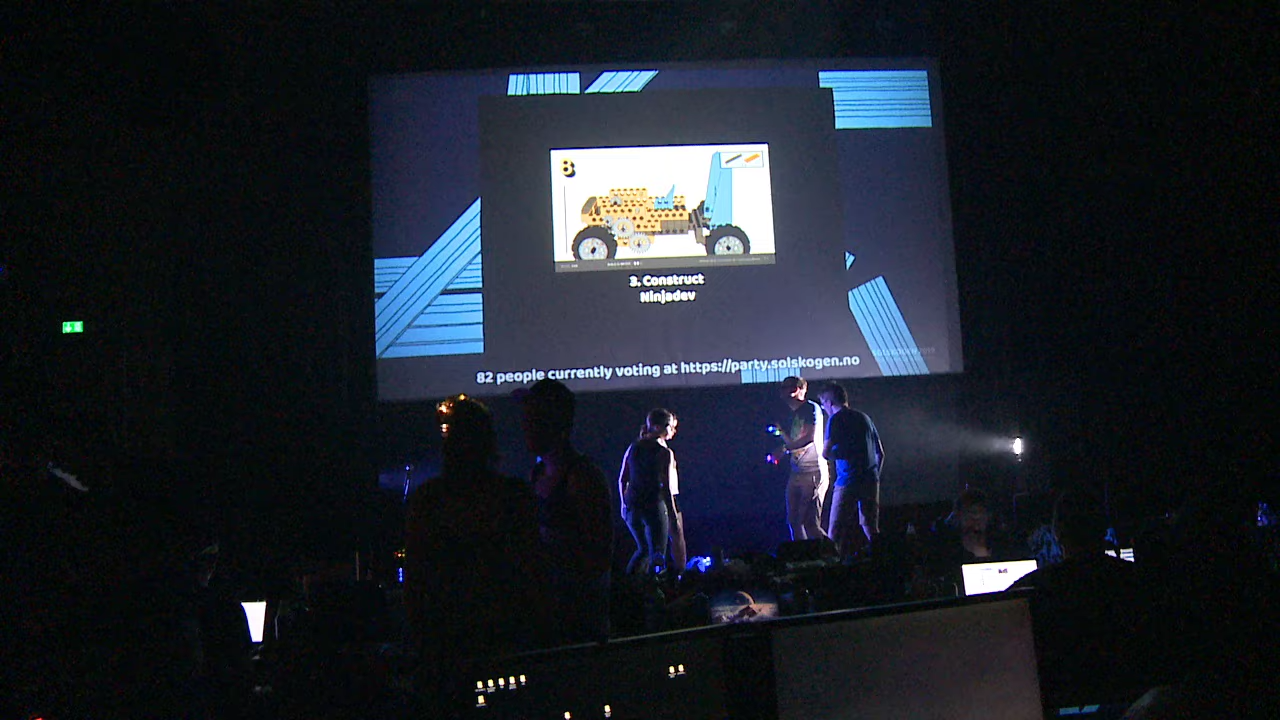 8
3. Construct
Ninjadev
82 people currently voting at https://party.solskogen.no